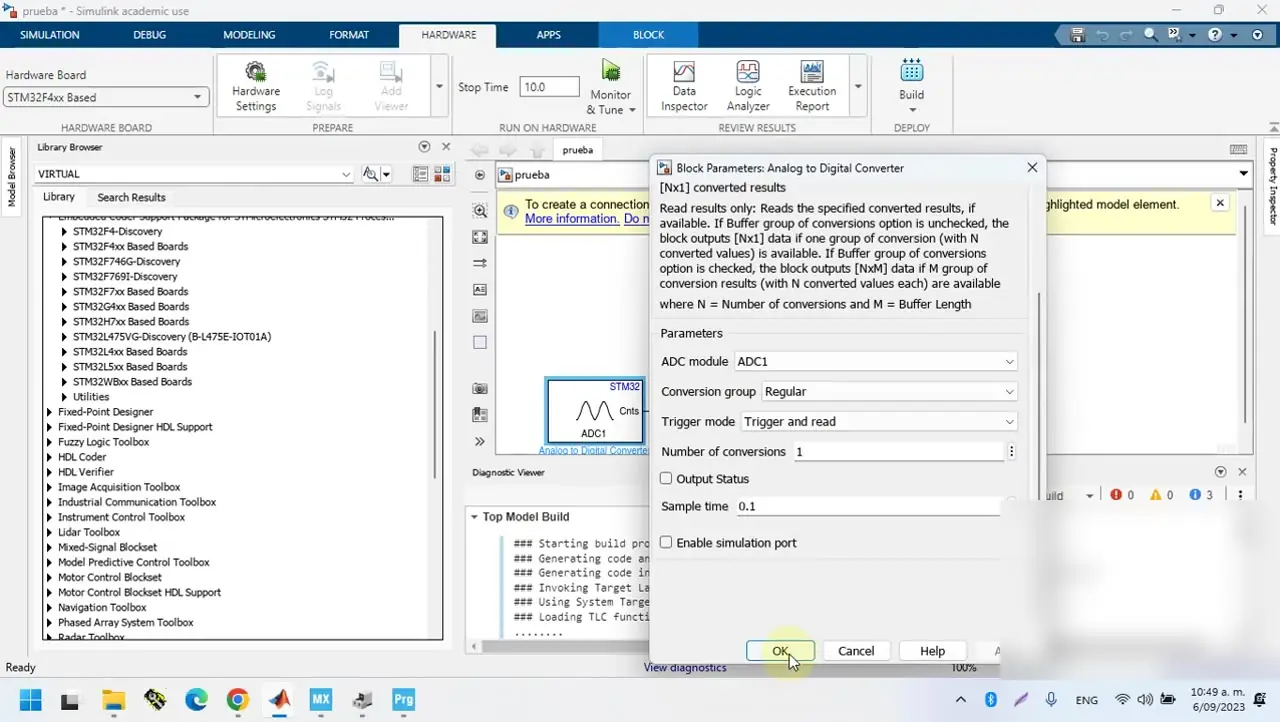 prueba * - Simulink academic use
SIMULATION DEBUG MODELING FORMAT HARDWARE APPS BLOCK
Hardware Board
STM32F4xx Based
Hardware Settings
Log Signals
Add Viewer
Stop Time 10.0
Monitor & Tune
Data Inspector
Logic Analyzer
Execution Report
Build
HARDWARE BOARD PREPARE RUN ON HARDWARE REVIEW RESULTS DEPLOY
Model Browser
Library Browser
VIRTUAL
Library Search Results
Embedded Coder Support Package for STMicroelectronics STM32 Proces...
STM32F4-Discovery
STM32F4xx Based Boards
STM32F746G-Discovery
STM32F769I-Discovery
STM32F7xx Based Boards
STM32G4xx Based Boards
STM32H7xx Based Boards
STM32L475VG-Discovery (B-L475E-IOT01A)
STM32L4xx Based Boards
STM32L5xx Based Boards
STM32WBxx Based Boards
Utilities
Fixed-Point Designer
Fixed-Point Designer HDL Support
Fuzzy Logic Toolbox
HDL Coder
HDL Verifier
Image Acquisition Toolbox
Industrial Communication Toolbox
Instrument Control Toolbox
Lidar Toolbox
Mixed-Signal Blockset
Model Predictive Control Toolbox
Motor Control Blockset
Motor Control Blockset HDL Support
Navigation Toolbox
Phased Array System Toolbox
Radar Toolbox
prueba
prueba
To create a connection
More information. Do
ghlighted model element.
Property Inspector
STM32
Cnts
ADC1
Analog to Digital Converter
Diagnostic Viewer
uild 0 0 3
Top Model Build
### Starting build pro
### Generating code an
### Generating code in
### Invoking Target La
### Using System Targe
### Loading TLC functi
........
Block Parameters: Analog to Digital Converter
[Nx1] converted results
Read results only: Reads the specified converted results, if
available. If Buffer group of conversions option is unchecked, the
block outputs [Nx1] data if one group of conversion (with N
converted values) is available. If Buffer group of conversions
option is checked, the block outputs [NxM] data if M group of
conversion results (with N converted values each) are available
where N = Number of conversions and M = Buffer Length
Parameters
ADC module ADC1
Conversion group Regular
Trigger mode Trigger and read
Number of conversions 1
Output Status
Sample time 0.1
Enable simulation port
OK Cancel Help
Ready
View diagnostics
100%
MX
Prg
ENG
10:49 a. m.
6/09/2023